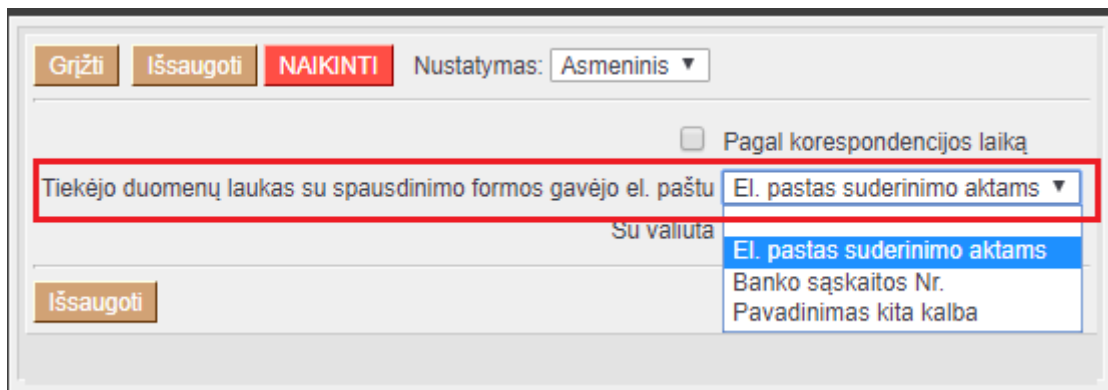 Grįžti Išsaugoti NAIKINTI Nustatymas: Asmeninis
Pagal korespondencijos laiką
Tiekėjo duomenų laukas su spausdinimo formos gavėjo el. paštu El. pastas suderinimo aktams
Su valiuta
El. pastas suderinimo aktams
Banko sąskaitos Nr.
Pavadinimas kita kalba
Išsaugoti